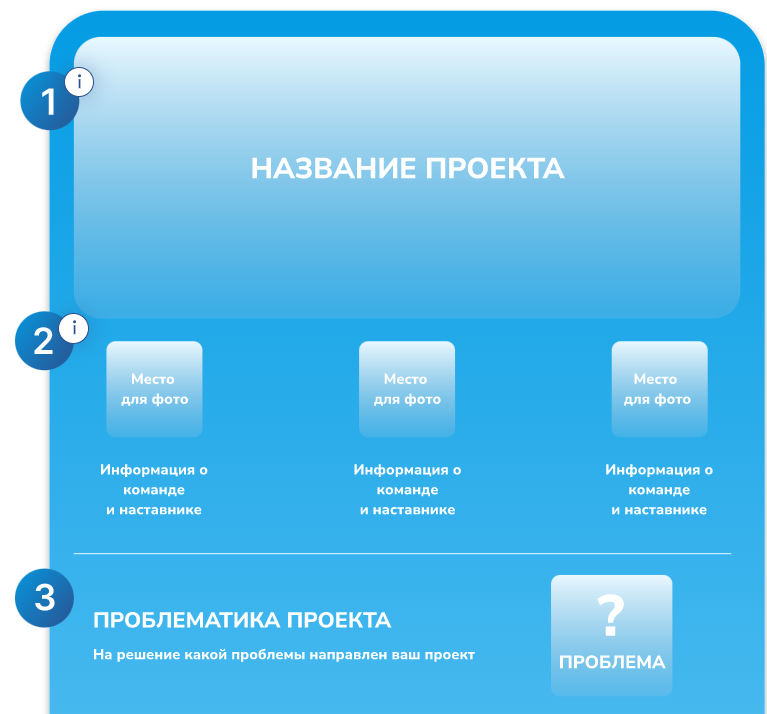 1
i
НАЗВАНИЕ ПРОЕКТА
2
i
Место
для фото
Место
для фото
Место
для фото
Информация о
команде
и наставнике
Информация о
команде
и наставнике
Информация о
команде
и наставнике
3
ПРОБЛЕМАТИКА ПРОЕКТА
На решение какой проблемы направлен ваш проект
?
ПРОБЛЕМА